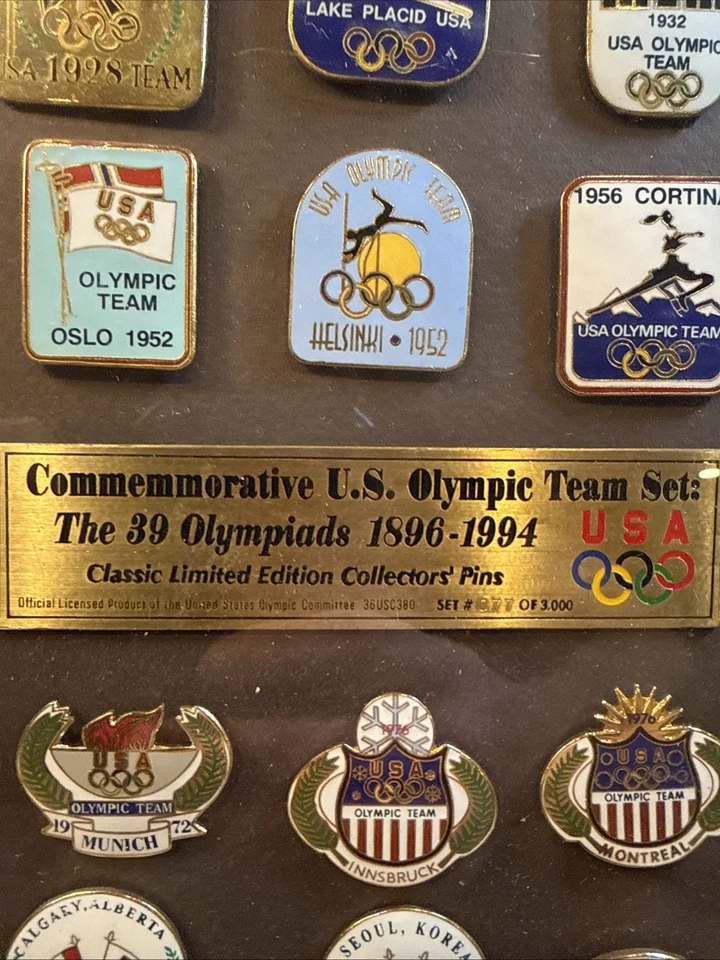 USA 1928 TEAM
LAKE PLACID USA
1932
USA OLYMPIC
TEAM
USA
OLYMPIC
TEAM
OSLO 1952
USA OLYMPIC TEAM
HELSINKI • 1952
1956 CORTINA
USA OLYMPIC TEAM
Commemmorative U.S. Olympic Team Set:
The 39 Olympiads 1896-1994
Classic Limited Edition Collectors' Pins
Official Licensed Product of the United States Olympic Committee 36USC380 SET # 377 OF 3,000
USA
USA
OLYMPIC TEAM
1972
MUNICH
1976
USA
OLYMPIC TEAM
INNSBRUCK
1976
USA
OLYMPIC TEAM
MONTREAL
CALGARY, ALBERTA
SEOUL, KOREA